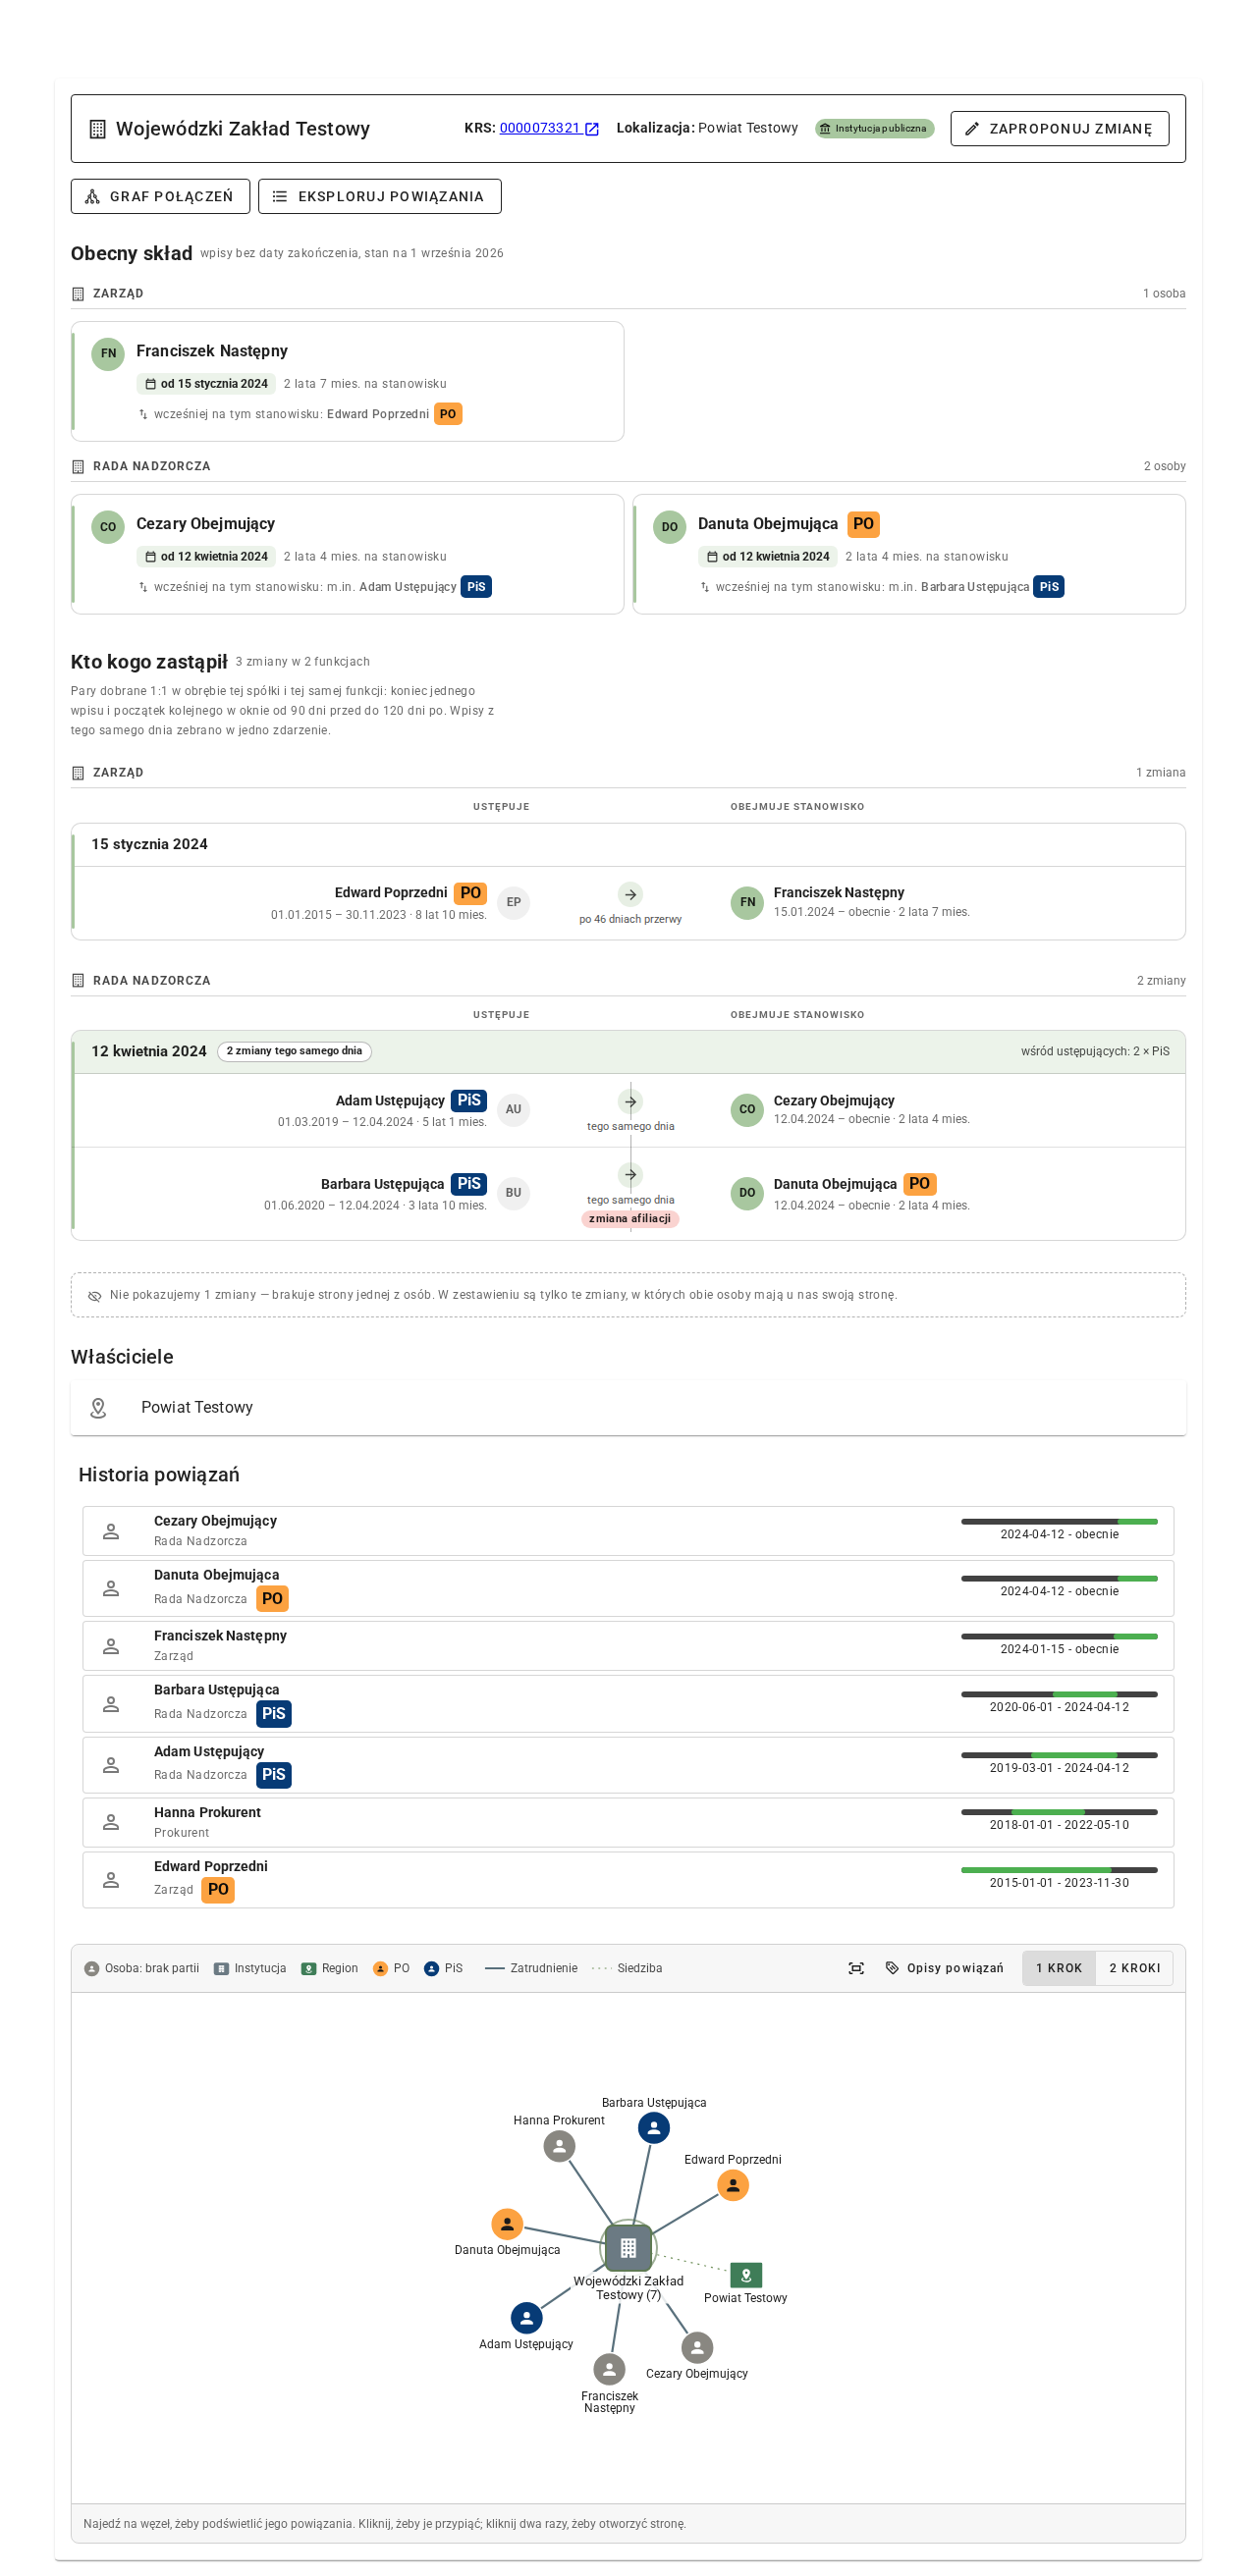 Wojewódzki Zakład Testowy KRS: 0000073321 Lokalizacja: Powiat Testowy Instytucja publiczna ZAPROPONUJ ZMIANĘ
GRAF POŁĄCZEŃ EKSPLORUJ POWIĄZANIA
Obecny skład wpisy bez daty zakończenia, stan na 1 września 2026
ZARZĄD 1 osoba
FN Franciszek Następny
od 15 stycznia 2024 2 lata 7 mies. na stanowisku
wcześniej na tym stanowisku: Edward Poprzedni PO
RADA NADZORCZA 2 osoby
CO Cezary Obejmujący
od 12 kwietnia 2024 2 lata 4 mies. na stanowisku
wcześniej na tym stanowisku: m.in. Adam Ustępujący PiS
DO Danuta Obejmująca PO
od 12 kwietnia 2024 2 lata 4 mies. na stanowisku
wcześniej na tym stanowisku: m.in. Barbara Ustępująca PiS
Kto kogo zastąpił 3 zmiany w 2 funkcjach
Pary dobrane 1:1 w obrębie tej spółki i tej samej funkcji: koniec jednego
wpisu i początek kolejnego w oknie od 90 dni przed do 120 dni po. Wpisy z
tego samego dnia zebrano w jedno zdarzenie.
ZARZĄD 1 zmiana
USTĘPUJE OBEJMUJE STANOWISKO
15 stycznia 2024
Edward Poprzedni PO EP Franciszek Następny
01.01.2015 – 30.11.2023 · 8 lat 10 mies. po 46 dniach przerwy FN 15.01.2024 – obecnie · 2 lata 7 mies.
RADA NADZORCZA 2 zmiany
USTĘPUJE OBEJMUJE STANOWISKO
12 kwietnia 2024 2 zmiany tego samego dnia wśród ustępujących: 2 × PiS
Adam Ustępujący PiS AU CO Cezary Obejmujący
01.03.2019 – 12.04.2024 · 5 lat 1 mies. tego samego dnia 12.04.2024 – obecnie · 2 lata 4 mies.
Barbara Ustępująca PiS BU DO Danuta Obejmująca PO
01.06.2020 – 12.04.2024 · 3 lata 10 mies. tego samego dnia 12.04.2024 – obecnie · 2 lata 4 mies.
zmiana afiliacji
Nie pokazujemy 1 zmiany — brakuje strony jednej z osób. W zestawieniu są tylko te zmiany, w których obie osoby mają u nas swoją stronę.
Właściciele
Powiat Testowy
Historia powiązań
Cezary Obejmujący
Rada Nadzorcza 2024-04-12 - obecnie
Danuta Obejmująca
Rada Nadzorcza PO 2024-04-12 - obecnie
Franciszek Następny
Zarząd 2024-01-15 - obecnie
Barbara Ustępująca
Rada Nadzorcza PiS 2020-06-01 - 2024-04-12
Adam Ustępujący
Rada Nadzorcza PiS 2019-03-01 - 2024-04-12
Hanna Prokurent
Prokurent 2018-01-01 - 2022-05-10
Edward Poprzedni
Zarząd PO 2015-01-01 - 2023-11-30
Osoba: brak partii Instytucja Region PO PiS Zatrudnienie Siedziba Opisy powiązań 1 KROK 2 KROKI
Barbara Ustępująca
Hanna Prokurent
Edward Poprzedni
Danuta Obejmująca
Wojewódzki Zakład
Testowy (7)
Powiat Testowy
Adam Ustępujący
Cezary Obejmujący
Franciszek
Następny
Najedź na węzeł, żeby podświetlić jego powiązania. Kliknij, żeby je przypiąć; kliknij dwa razy, żeby otworzyć stronę.